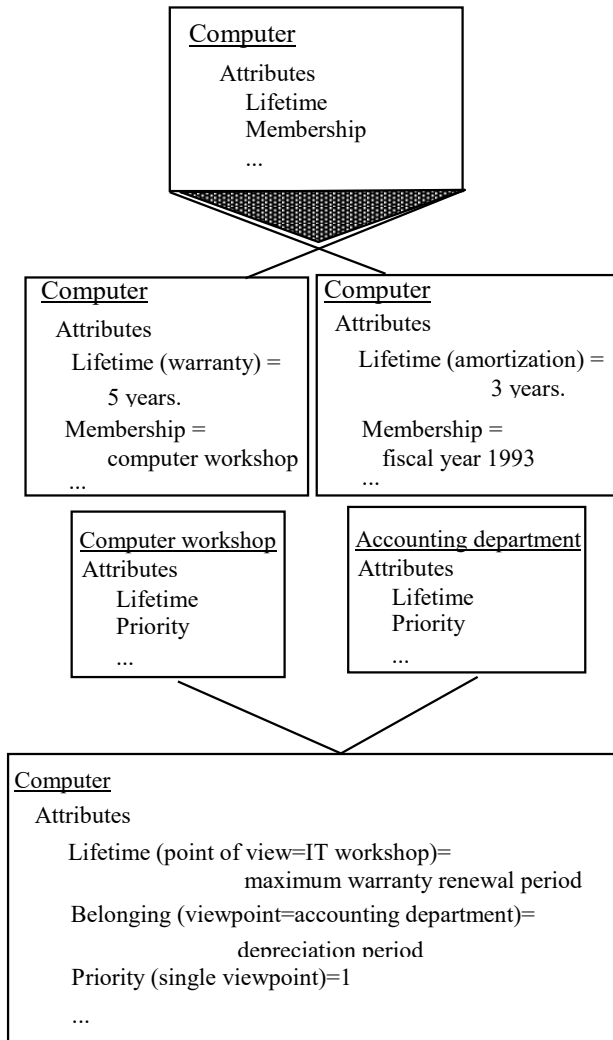 Computer
Attributes
Lifetime
Membership
...
Computer
Attributes
Lifetime (warranty) =
5 years.
Membership =
computer workshop
...
Computer
Attributes
Lifetime (amortization) =
3 years.
Membership =
fiscal year 1993
...
Computer workshop
Attributes
Lifetime
Priority
...
Accounting department
Attributes
Lifetime
Priority
...
Computer
Attributes
Lifetime (point of view=IT workshop)=
maximum warranty renewal period
Belonging (viewpoint=accounting department)=
depreciation period
Priority (single viewpoint)=1
...